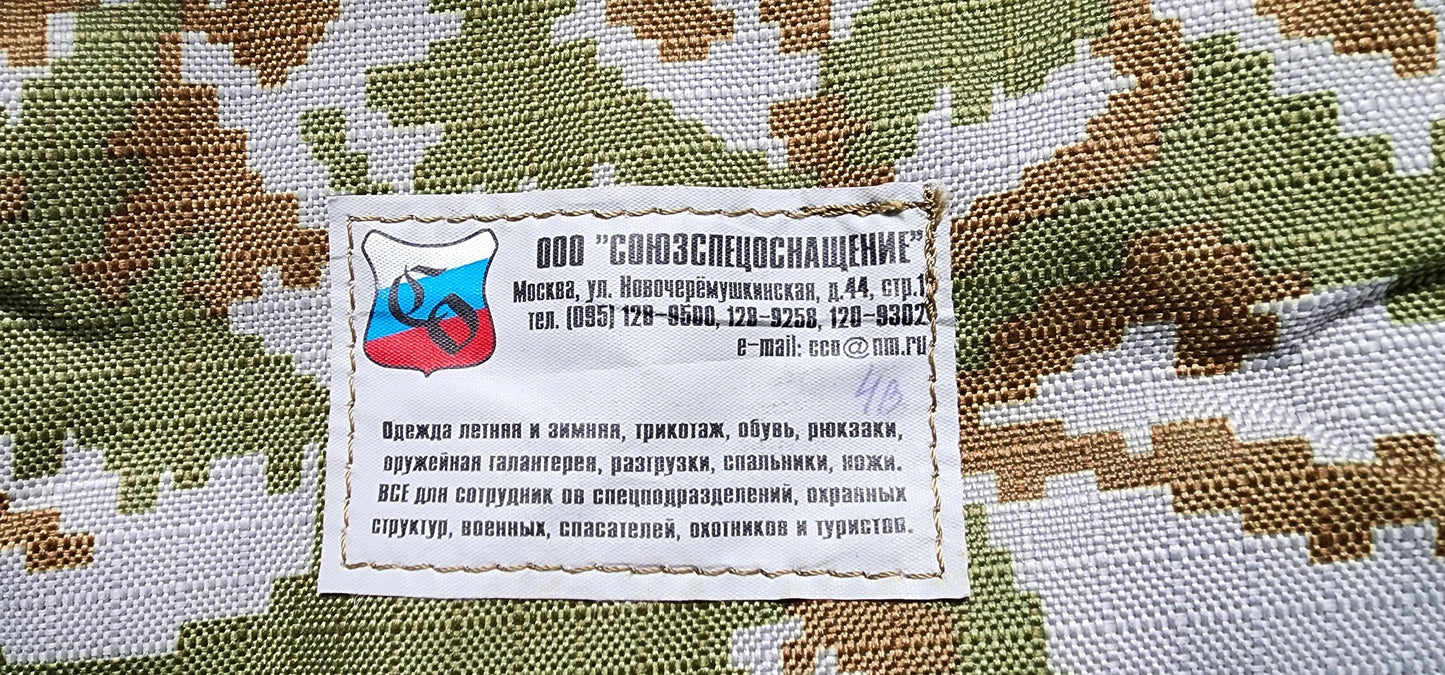 ООО "СОЮЗСПЕЦОСНАЩЕНИЕ"
Москва, ул. Новочерёмушкинская, д.44, стр.1
тел. (095) 128-9500, 128-9258, 120-9302
e-mail: cco@nm.ru
4В
Одежда летняя и зимняя, трикотаж, обувь, рюкзаки,
оружейная галантерея, разгрузки, спальники, ножи.
ВСЕ для сотрудник ов спецподразделений, охранных
структур, военных, спасателей, охотников и туристов.